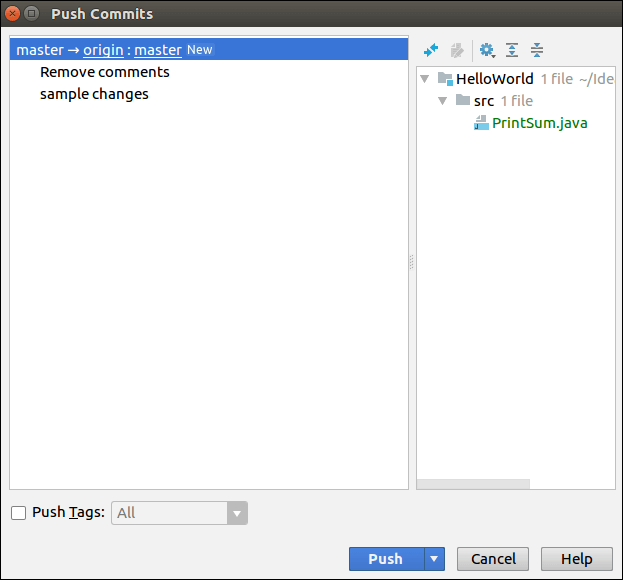 Push Commits
master → origin : master New
Remove comments
sample changes
HelloWorld 1 file ~/Ide
src 1 file
PrintSum.java
Push Tags: All
Push Cancel Help